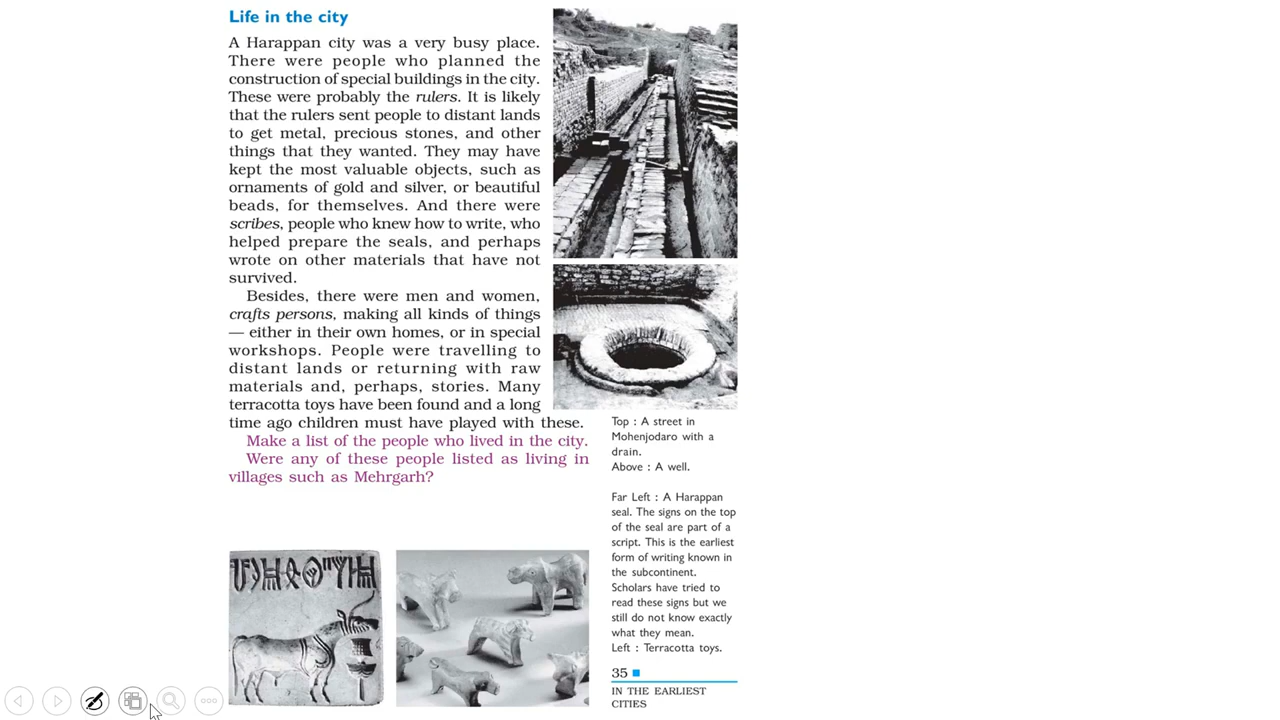 Life in the city
A Harappan city was a very busy place.
There were people who planned the
construction of special buildings in the city.
These were probably the rulers. It is likely
that the rulers sent people to distant lands
to get metal, precious stones, and other
things that they wanted. They may have
kept the most valuable objects, such as
ornaments of gold and silver, or beautiful
beads, for themselves. And there were
scribes, people who knew how to write, who
helped prepare the seals, and perhaps
wrote on other materials that have not
survived.
Besides, there were men and women,
crafts persons, making all kinds of things
— either in their own homes, or in special
workshops. People were travelling to
distant lands or returning with raw
materials and, perhaps, stories. Many
terracotta toys have been found and a long
time ago children must have played with these.
Make a list of the people who lived in the city.
Were any of these people listed as living in
villages such as Mehrgarh?
Top : A street in
Mohenjodaro with a
drain.
Above : A well.
Far Left : A Harappan
seal. The signs on the top
of the seal are part of a
script. This is the earliest
form of writing known in
the subcontinent.
Scholars have tried to
read these signs but we
still do not know exactly
what they mean.
Left : Terracotta toys.
35
IN THE EARLIEST
CITIES